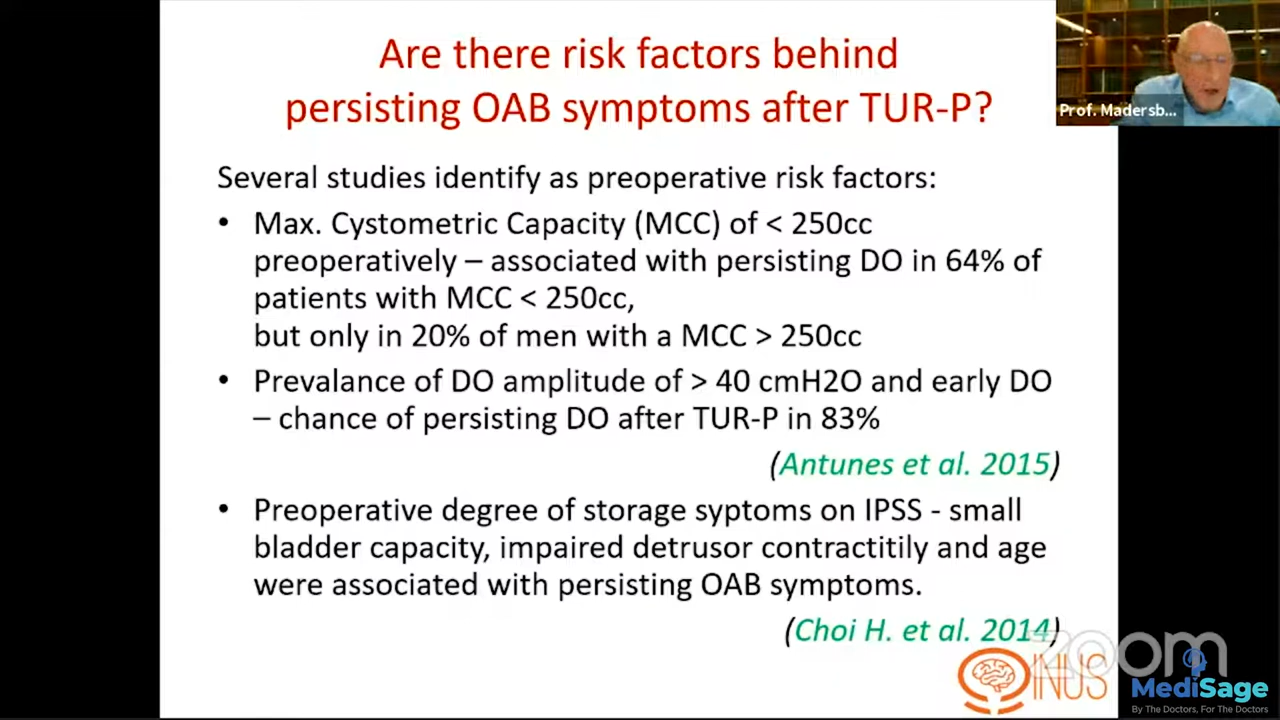 Are there risk factors behind
persisting OAB symptoms after TUR-P?
Prof. Madersb...
Several studies identify as preoperative risk factors:
• Max. Cystometric Capacity (MCC) of < 250cc
preoperatively – associated with persisting DO in 64% of
patients with MCC < 250cc,
but only in 20% of men with a MCC > 250cc
• Prevalance of DO amplitude of > 40 cmH2O and early DO
– chance of persisting DO after TUR-P in 83%
(Antunes et al. 2015)
• Preoperative degree of storage syptoms on IPSS - small
bladder capacity, impaired detrusor contractitily and age
were associated with persisting OAB symptoms.
(Choi H. et al. 2014)
zoom
INUS
MediSage
By The Doctors, For The Doctors